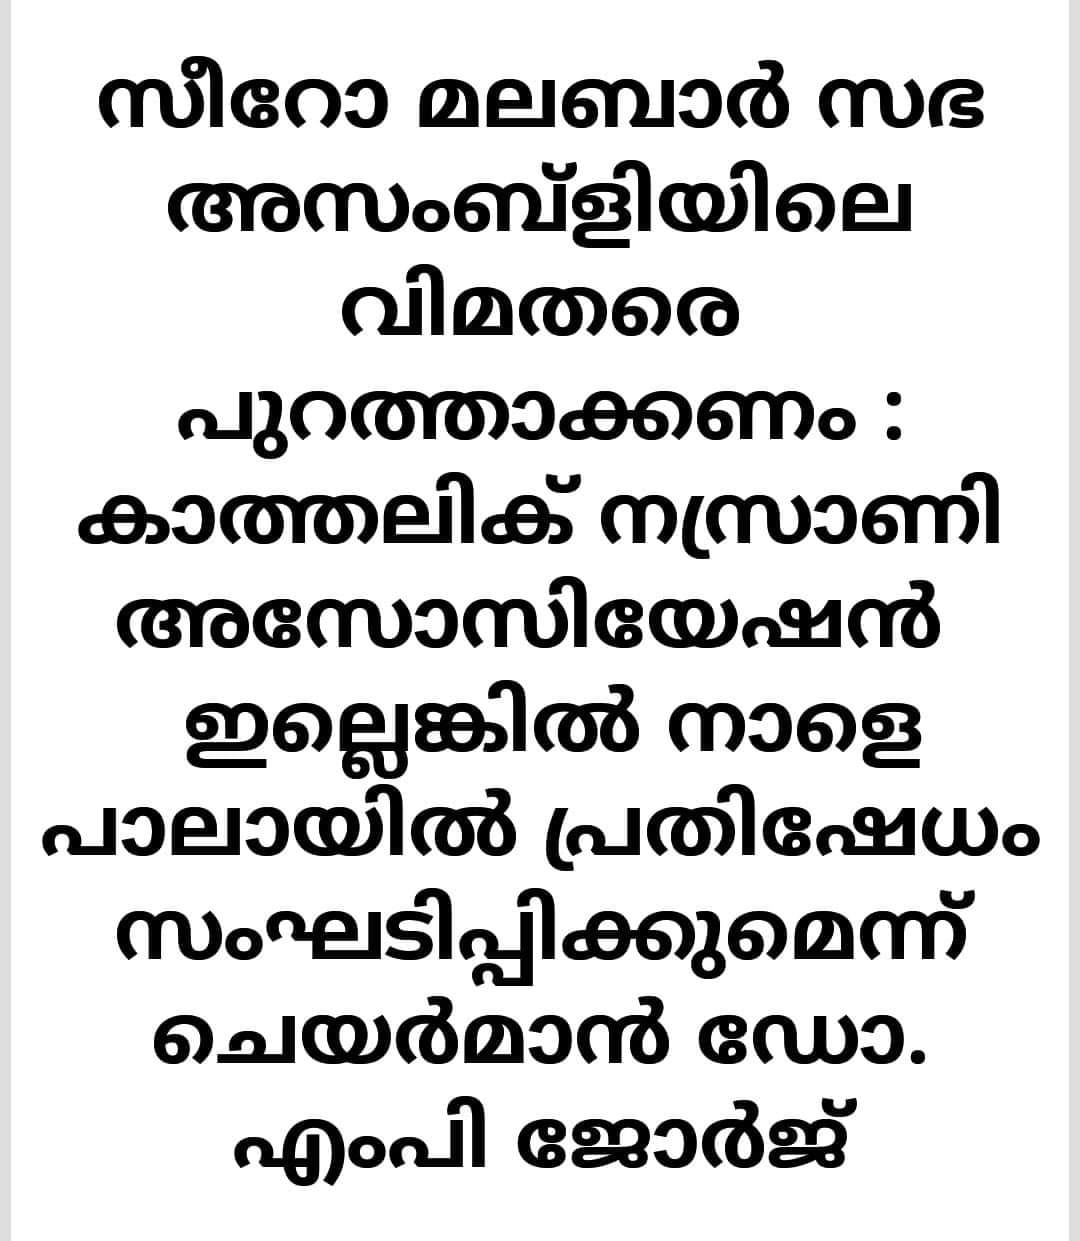 സീറോ മലബാർ സഭ
അസംബ്ളിയിലെ
വിമതരെ
പുറത്താക്കണം :
കാത്തലിക് നസ്രാണി
അസോസിയേഷൻ
ഇല്ലെങ്കിൽ നാളെ
പാലായിൽ പ്രതിഷേധം
സംഘടിപ്പിക്കുമെന്ന്
ചെയർമാൻ ഡോ.
എംപി ജോർജ്